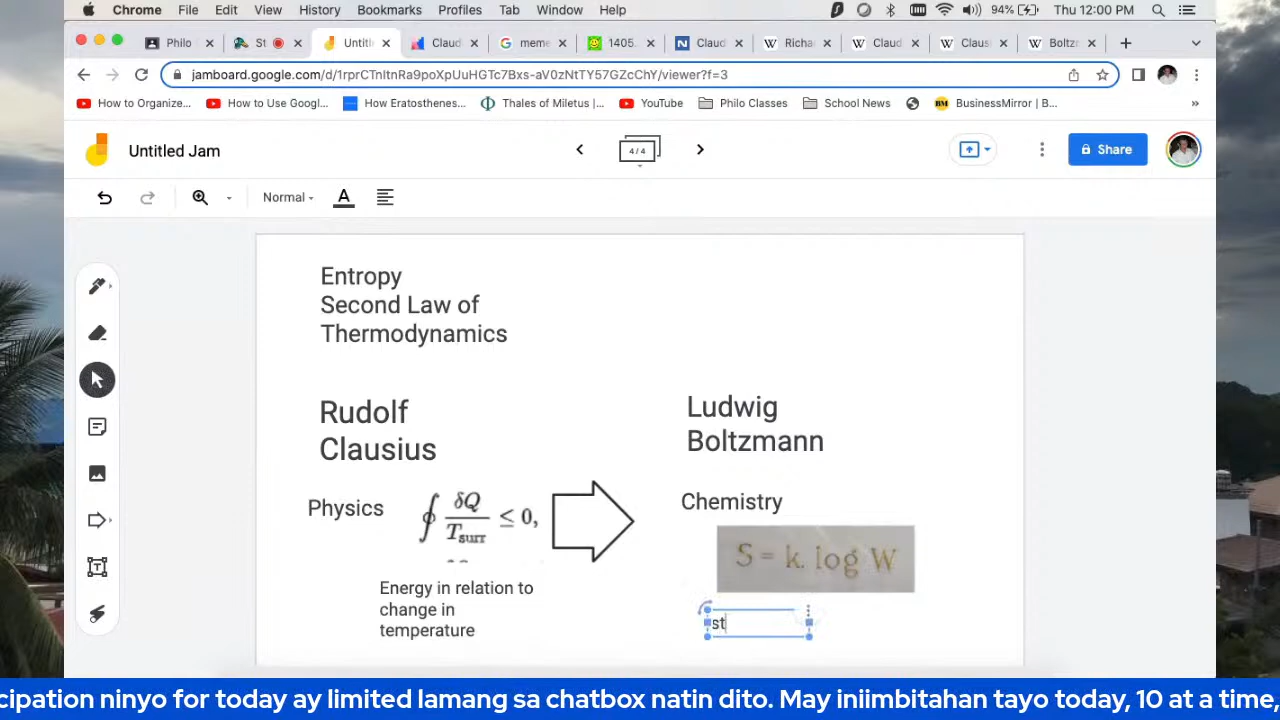 Chrome File Edit View History Bookmarks Profiles Tab Window Help 94% Thu 12:00 PM
Philo St Untitl Claud meme 1405. Claud Richa Claud Claus Boltz
jamboard.google.com/d/1rprCTnItnRa9poXpUuHGTc7Bxs-aV0zNtTY57GZcChY/viewer?f=3
How to Organize... How to Use Googl... How Eratosthenes... Thales of Miletus |... YouTube Philo Classes School News BusinessMirror | B... »
Untitled Jam 4/4 Share
Normal A
Entropy
Second Law of
Thermodynamics
Rudolf
Clausius
Ludwig
Boltzmann
Physics ∮ δQ/Tsurr ≤ 0,
Chemistry
S = k. log W
Energy in relation to
change in
temperature
st
cipation ninyo for today ay limited lamang sa chatbox natin dito. May iniimbitahan tayo today, 10 at a time,